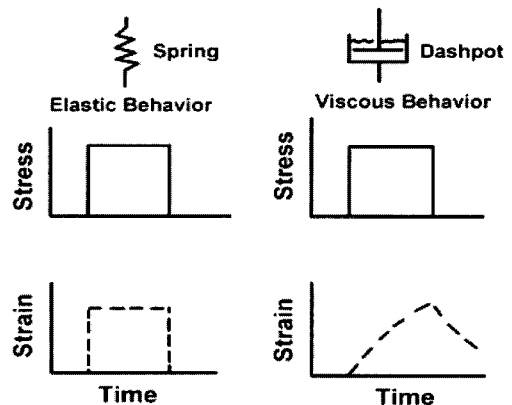 Spring
Elastic Behavior
Stress
Strain
Time
Dashpot
Viscous Behavior
Stress
Strain
Time